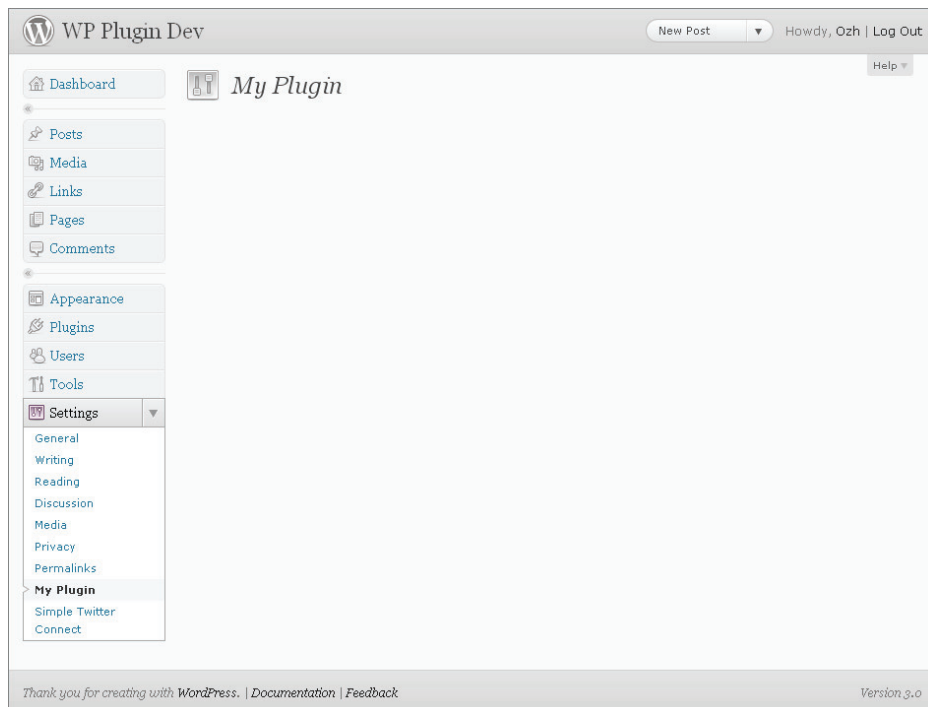 WP Plugin Dev
New Post
Howdy, Ozh | Log Out
Help
Dashboard
My Plugin
Posts
Media
Links
Pages
Comments
Appearance
Plugins
Users
Tools
Settings
General
Writing
Reading
Discussion
Media
Privacy
Permalinks
My Plugin
Simple Twitter
Connect
Thank you for creating with WordPress. | Documentation | Feedback
Version 3.0